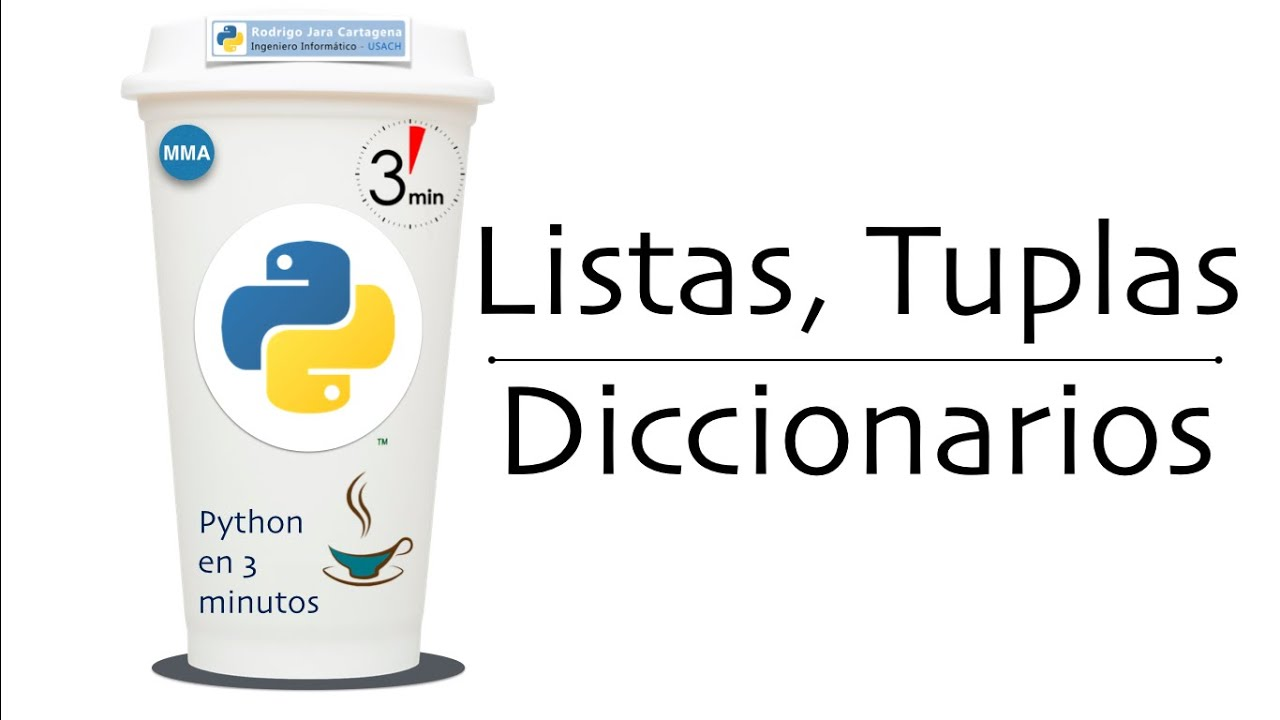 Rodrigo Jara Cartagena
Ingeniero Informático - USACH
MMA
3 min
Listas, Tuplas
Diccionarios
TM
Python
en 3
minutos